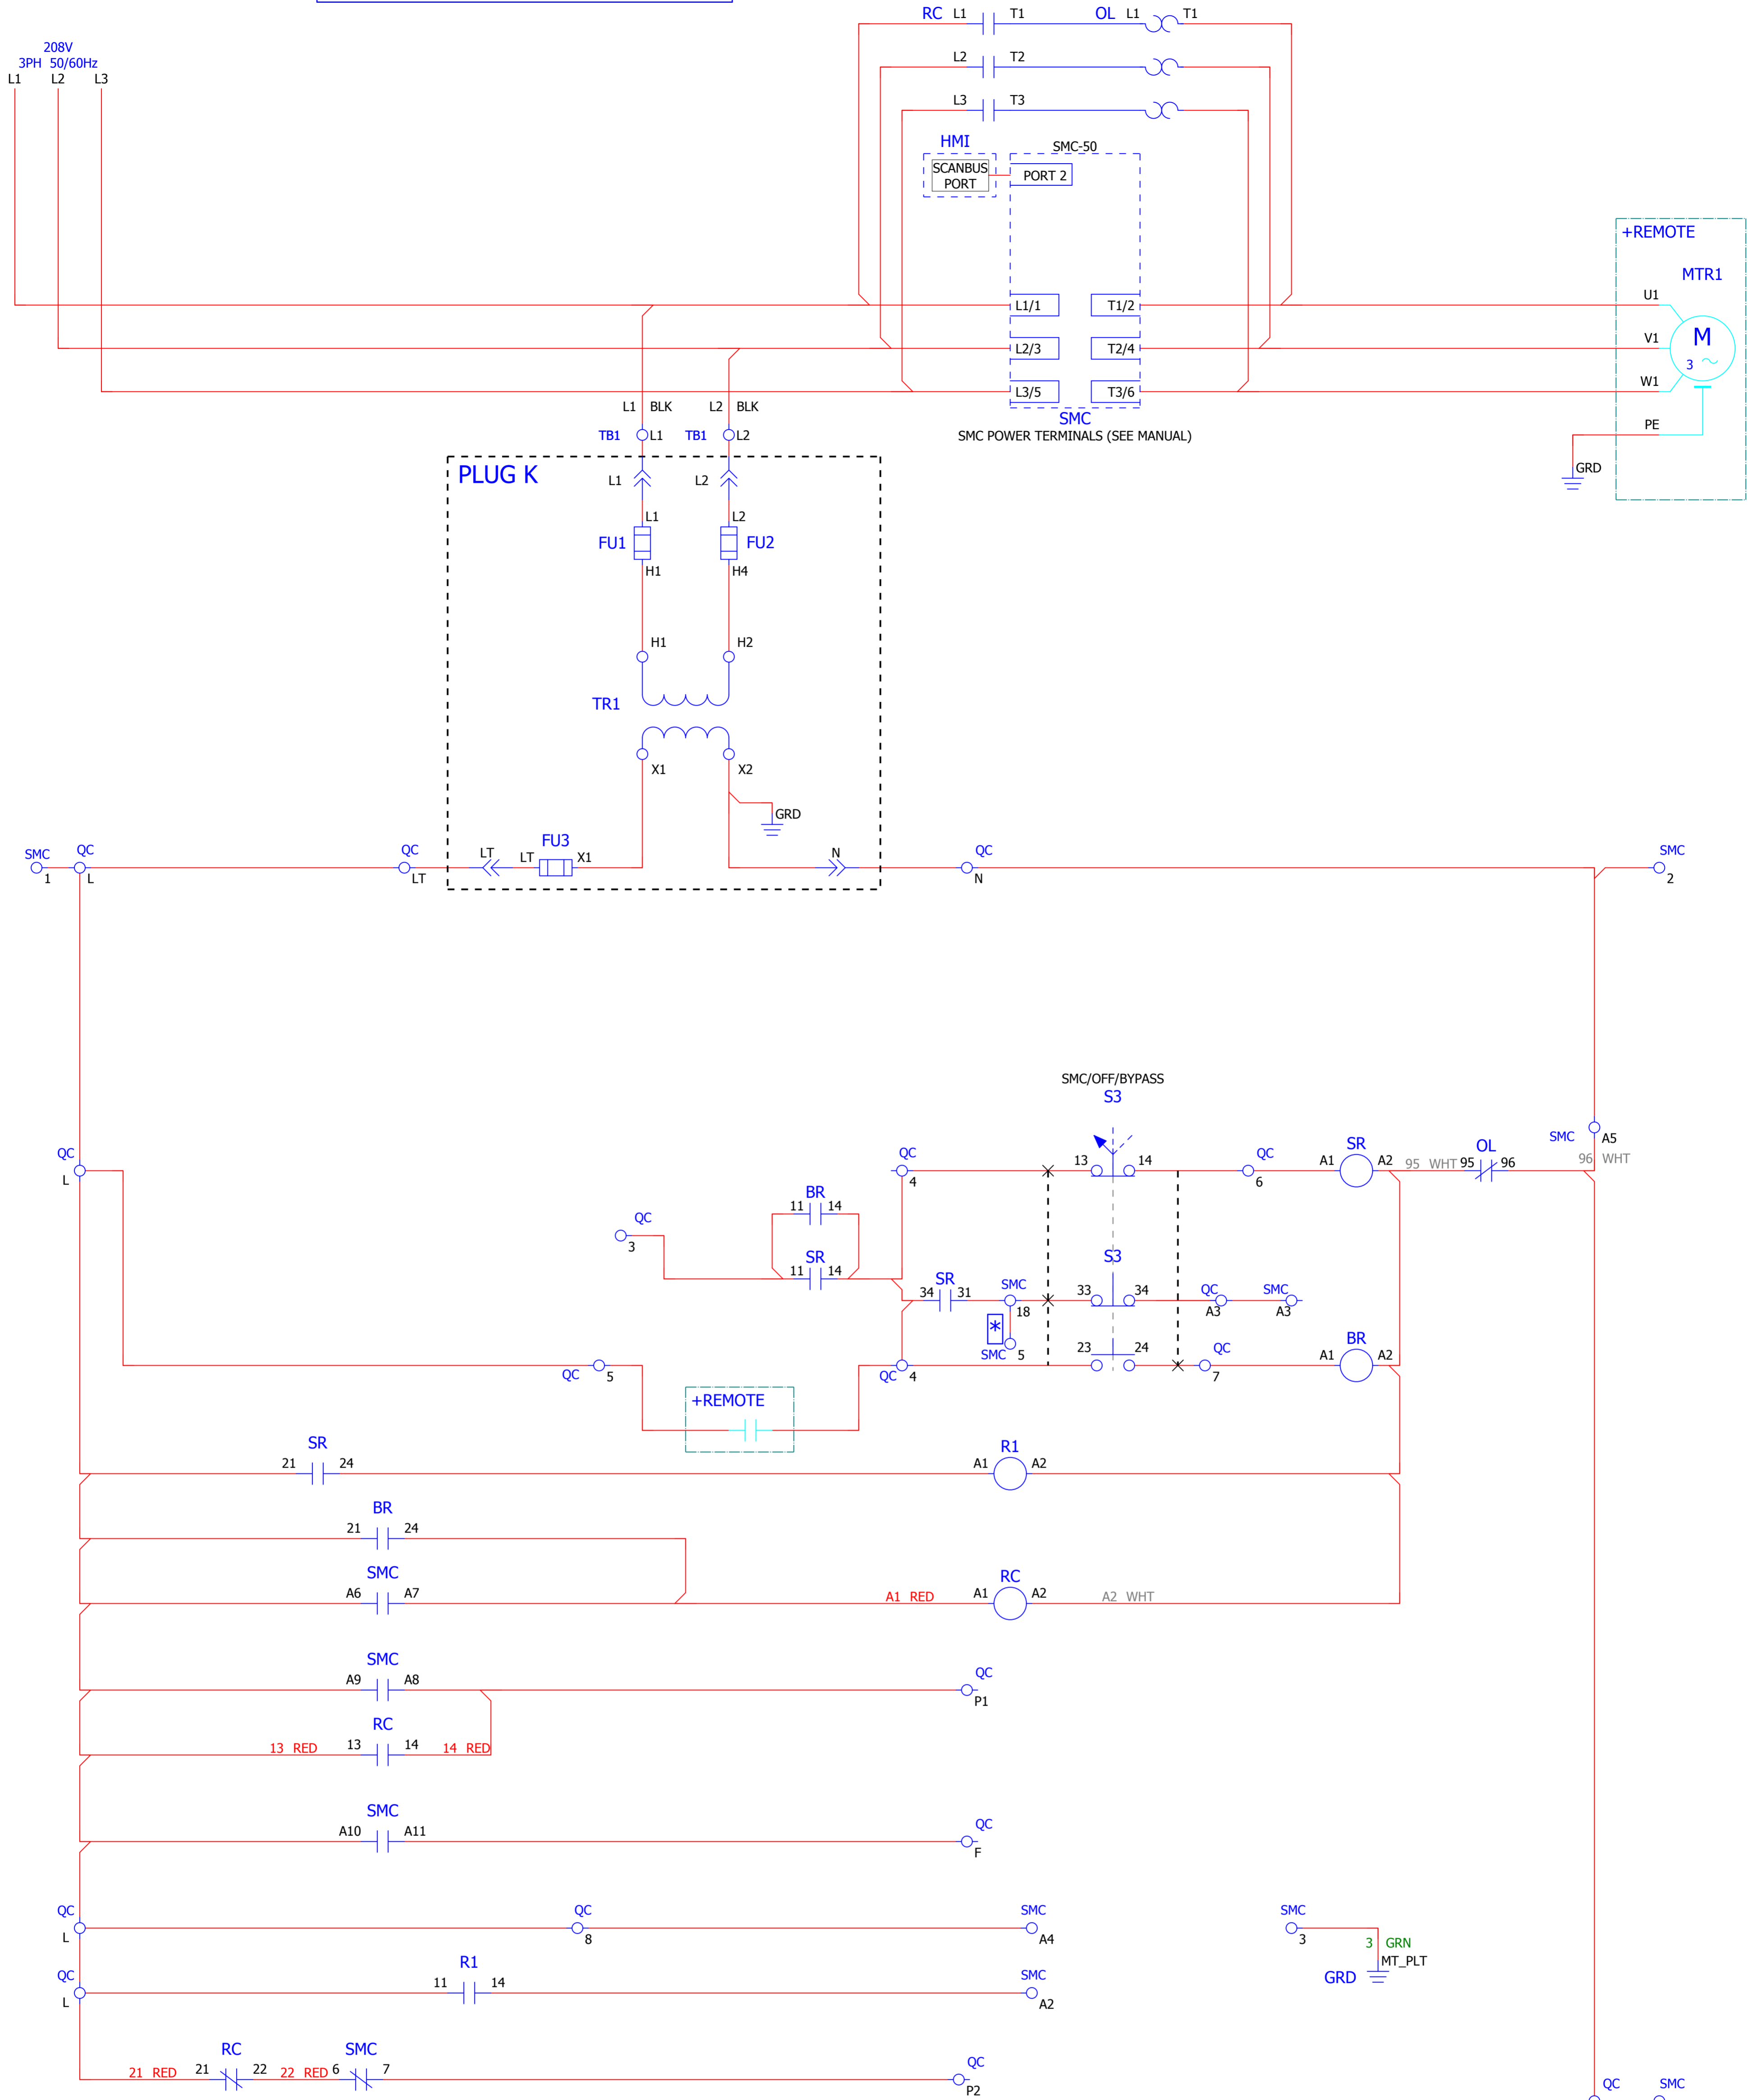 RC L1 T1 OL L1 T1
208V
3PH 50/60Hz
L1 L2 L3
L2 T2
L3 T3
HMI
SMC-50
SCANBUS
PORT
PORT 2
+REMOTE
MTR1
L1/1 T1/2 U1
L2/3 T2/4 V1 M
3
L3/5 T3/6 W1
L1 BLK L2 BLK
SMC
SMC POWER TERMINALS (SEE MANUAL)
PE
TB1 L1 TB1 L2
GRD
PLUG K
L1 L2
L1 L2
FU1 FU2
H1 H4
H1 H2
TR1
X1 X2
GRD
SMC QC QC LT LT FU3 X1 N QC SMC
1 L LT N 2
SMC/OFF/BYPASS
S3
SMC A5
QC QC 13 14 QC SR OL
A1 A2 95 WHT 95 96 96 WHT
L 4 6
BR
11 14
QC
3
SR S3
11 14
SR SMC 33 34 QC SMC
34 31
18 A3 A3
*
SMC 5 23 24 QC BR
A1 A2
QC 5 QC 4 7
+REMOTE
SR R1
21 24 A1 A2
BR
21 24
SMC RC
A6 A7 A1 RED A1 A2 A2 WHT
SMC QC
A9 A8
P1
RC
13 RED 13 14 14 RED
SMC QC
A10 A11
F
QC QC SMC SMC
L 8 A4 3
3 GRN
MT_PLT
GRD
QC R1 SMC
11 14
L A2
RC SMC QC
21 RED 21 22 22 RED 6 7
P2
QC SMC